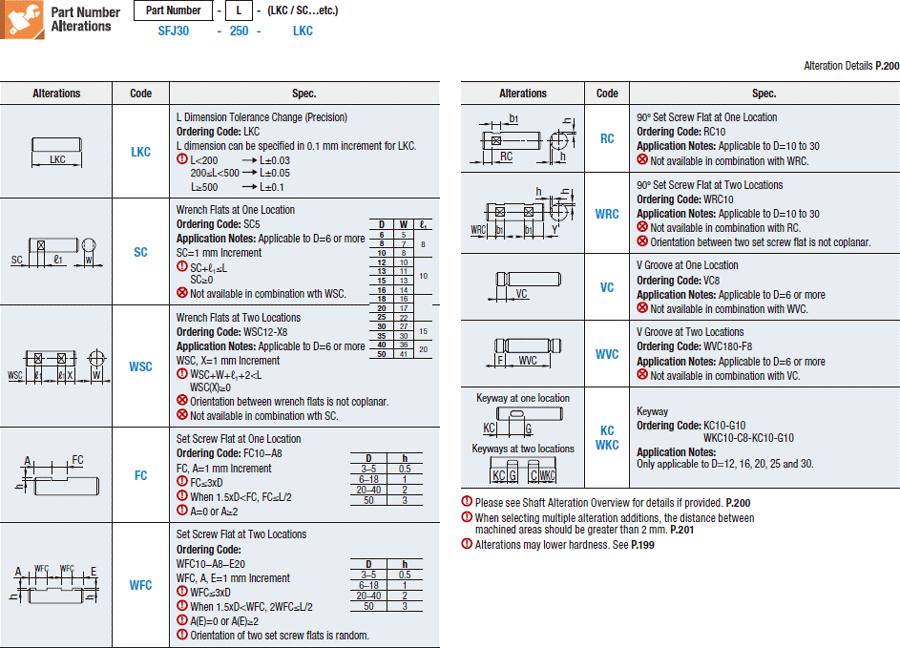 Part Number
Alterations
Part Number - L - (LKC / SC...etc.)
SFJ30 - 250 - LKC
Alteration Details P.200
Alterations Code Spec.
LKC
LKC
L Dimension Tolerance Change (Precision)
Ordering Code: LKC
L dimension can be specified in 0.1 mm increment for LKC.
L<200 → L±0.03
200≤L<500 → L±0.05
L≥500 → L±0.1
SC ℓ1 W
SC
Wrench Flats at One Location
Ordering Code: SC5
Application Notes: Applicable to D=6 or more
SC=1 mm Increment
SC+ℓ1≤L
SC≥0
Not available in combination with WSC.
D W ℓ1
6 5
8 7 8
10 8
12 10
13 11 10
15 13
16 14
18 16
20 17
25 22
30 27 15
35 30
40 36 20
50 41
WSC ℓ1 ℓ1 X W
WSC
Wrench Flats at Two Locations
Ordering Code: WSC12-X8
Application Notes: Applicable to D=6 or more
WSC, X=1 mm Increment
WSC+W+ℓ1+2<L
WSC(X)≥0
Orientation between wrench flats is not coplanar.
Not available in combination wth SC.
A FC
h
FC
Set Screw Flat at One Location
Ordering Code: FC10−A8
FC, A=1 mm Increment
FC≤3xD
When 1.5xD<FC, FC≤L/2
A=0 or A≥2
D h
3–5 0.5
6–18 1
20–40 2
50 3
A WFC WFC E
h h
WFC
Set Screw Flat at Two Locations
Ordering Code:
WFC10−A8−E20
WFC, A, E=1 mm Increment
WFC≤3xD
When 1.5xD<WFC, 2WFC≤L/2
A(E)=0 or A(E)≥2
Orientation of two set screw flats is random.
D h
3–5 0.5
6–18 1
20–40 2
50 3
Alterations Code Spec.
b1 h
RC h
RC
90º Set Screw Flat at One Location
Ordering Code: RC10
Application Notes: Applicable to D=10 to 30
Not available in combination with WRC.
h h
WRC b1 b1 Y
WRC
90º Set Screw Flat at Two Locations
Ordering Code: WRC10
Application Notes: Applicable to D=10 to 30
Not available in combination with RC.
Orientation between two set screw flat is not coplanar.
VC
VC
V Groove at One Location
Ordering Code: VC8
Application Notes: Applicable to D=6 or more
Not available in combination with WVC.
F WVC
WVC
V Groove at Two Locations
Ordering Code: WVC180-F8
Application Notes: Applicable to D=6 or more
Not available in combination with VC.
Keyway at one location
KC G
Keyways at two locations
KC G C WKC
KC
WKC
Keyway
Ordering Code: KC10-G10
WKC10-C8-KC10-G10
Application Notes:
Only applicable to D=12, 16, 20, 25 and 30.
Please see Shaft Alteration Overview for details if provided. P.200
When selecting multiple alteration additions, the distance between
machined areas should be greater than 2 mm. P.201
Alterations may lower hardness. See P.199